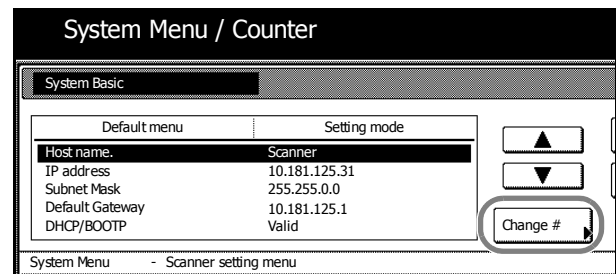 System Menu / Counter
System Basic
Default menu Setting mode
Host name. Scanner
IP address 10.181.125.31
Subnet Mask 255.255.0.0
Default Gateway 10.181.125.1
DHCP/BOOTP Valid
Change #
System Menu - Scanner setting menu